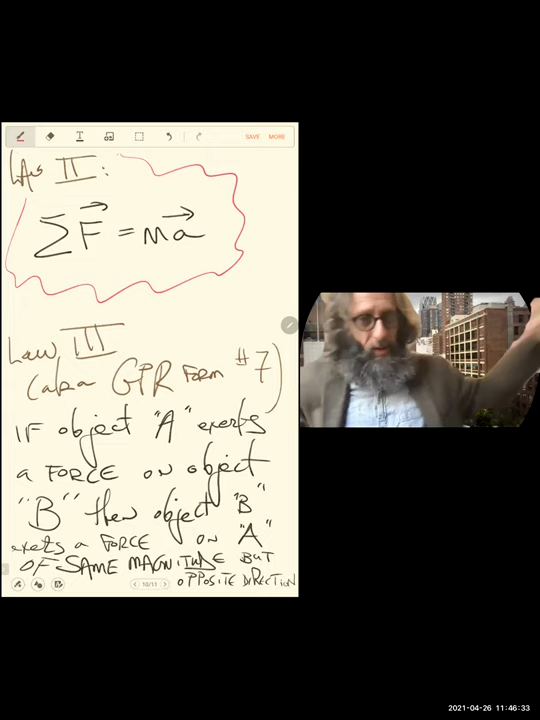 SAVE MORE
Law II:
ΣF⃗ = ma⃗
Law III
(aka GPR FORM #7)
IF object "A" exerts
a FORCE ON object
"B" then object "B"
exerts a FORCE ON "A"
OF SAME MAGNITUDE BUT
OPPOSITE DIRECTION
10/11
2021-04-26 11:46:33